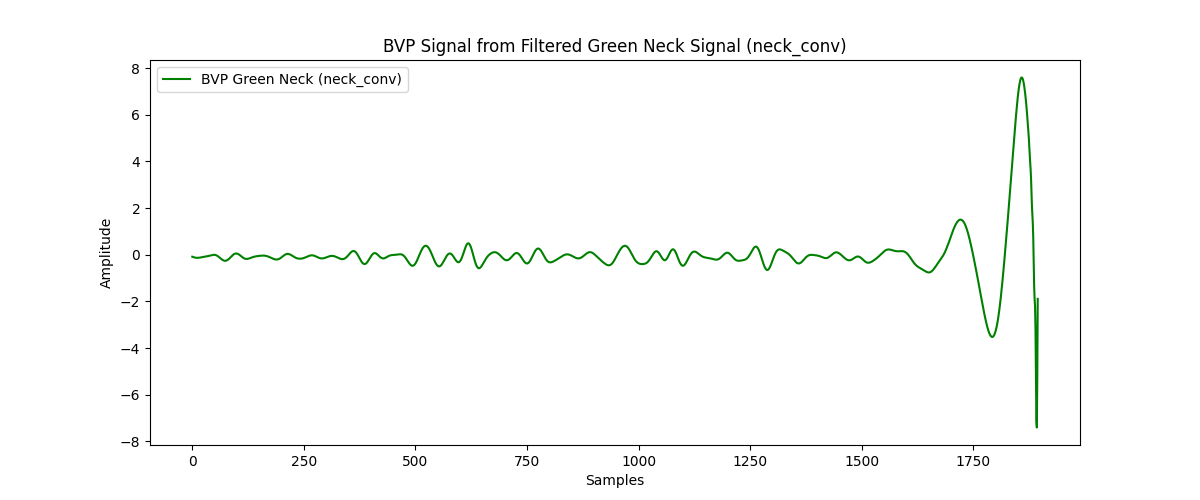 BVP Signal from Filtered Green Neck Signal (neck_conv)
BVP Green Neck (neck_conv)
8
6
4
2
0
−2
−4
−6
−8
Amplitude
0 250 500 750 1000 1250 1500 1750
Samples